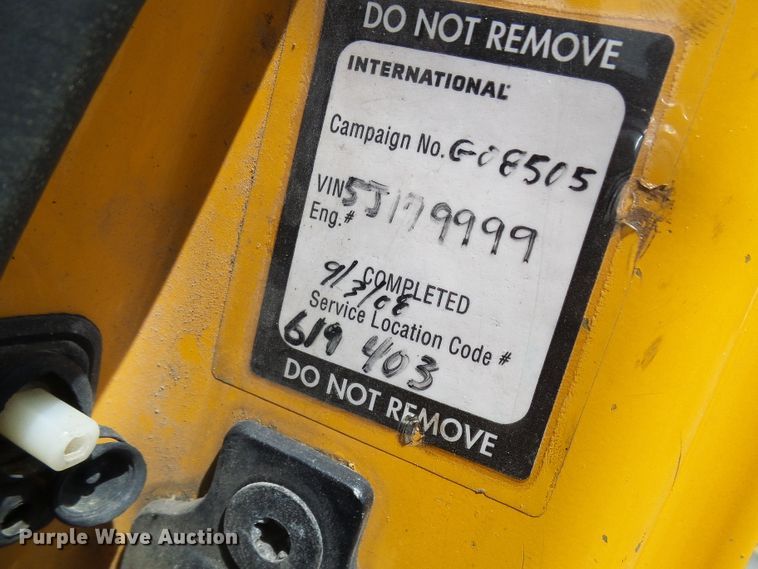 DO NOT REMOVE
INTERNATIONAL
Campaign No. G08505
VIN 5J179999
Eng.#
9/3/08 COMPLETED
Service Location Code #
619 403
DO NOT REMOVE
Purple Wave Auction®